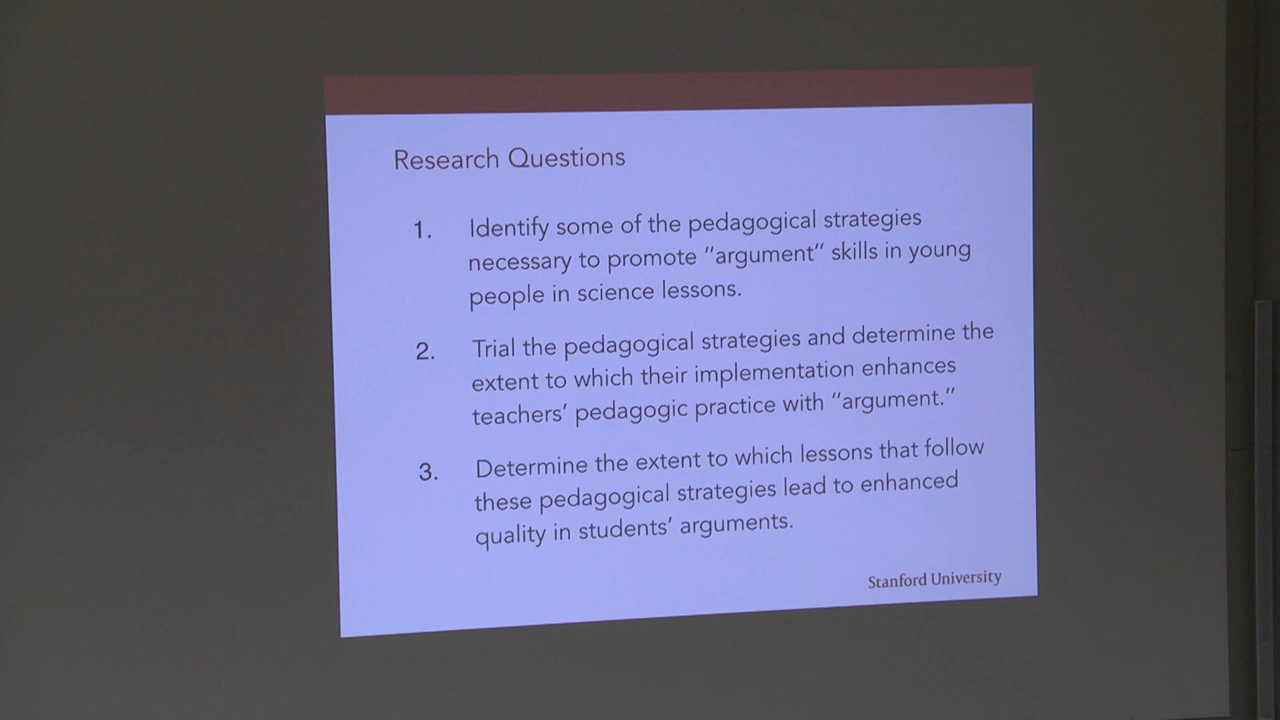 Research Questions
1. Identify some of the pedagogical strategies
necessary to promote "argument" skills in young
people in science lessons.
2. Trial the pedagogical strategies and determine the
extent to which their implementation enhances
teachers' pedagogic practice with "argument."
3. Determine the extent to which lessons that follow
these pedagogical strategies lead to enhanced
quality in students' arguments.
Stanford University